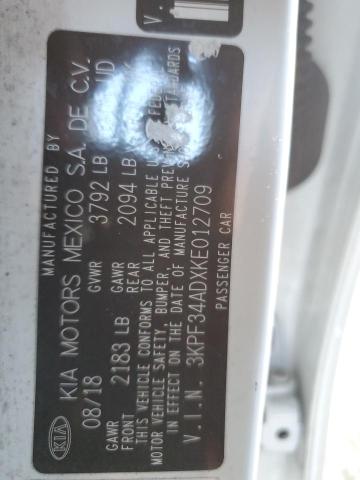 MANUFACTURED BY
KIA KIA MOTORS MEXICO S.A. DE C.V.
08/18 GVWR 3792 LB
GAWR FRONT 2183 LB GAWR REAR 2094 LB
THIS VEHICLE CONFORMS TO ALL APPLICABLE
MOTOR VEHICLE SAFETY, BUMPER, AND THEFT STANDARDS
IN EFFECT ON THE DATE OF MANUFACTURE
V.I.N. 3KPF34ADXKE012709
PASSENGER CAR
V.